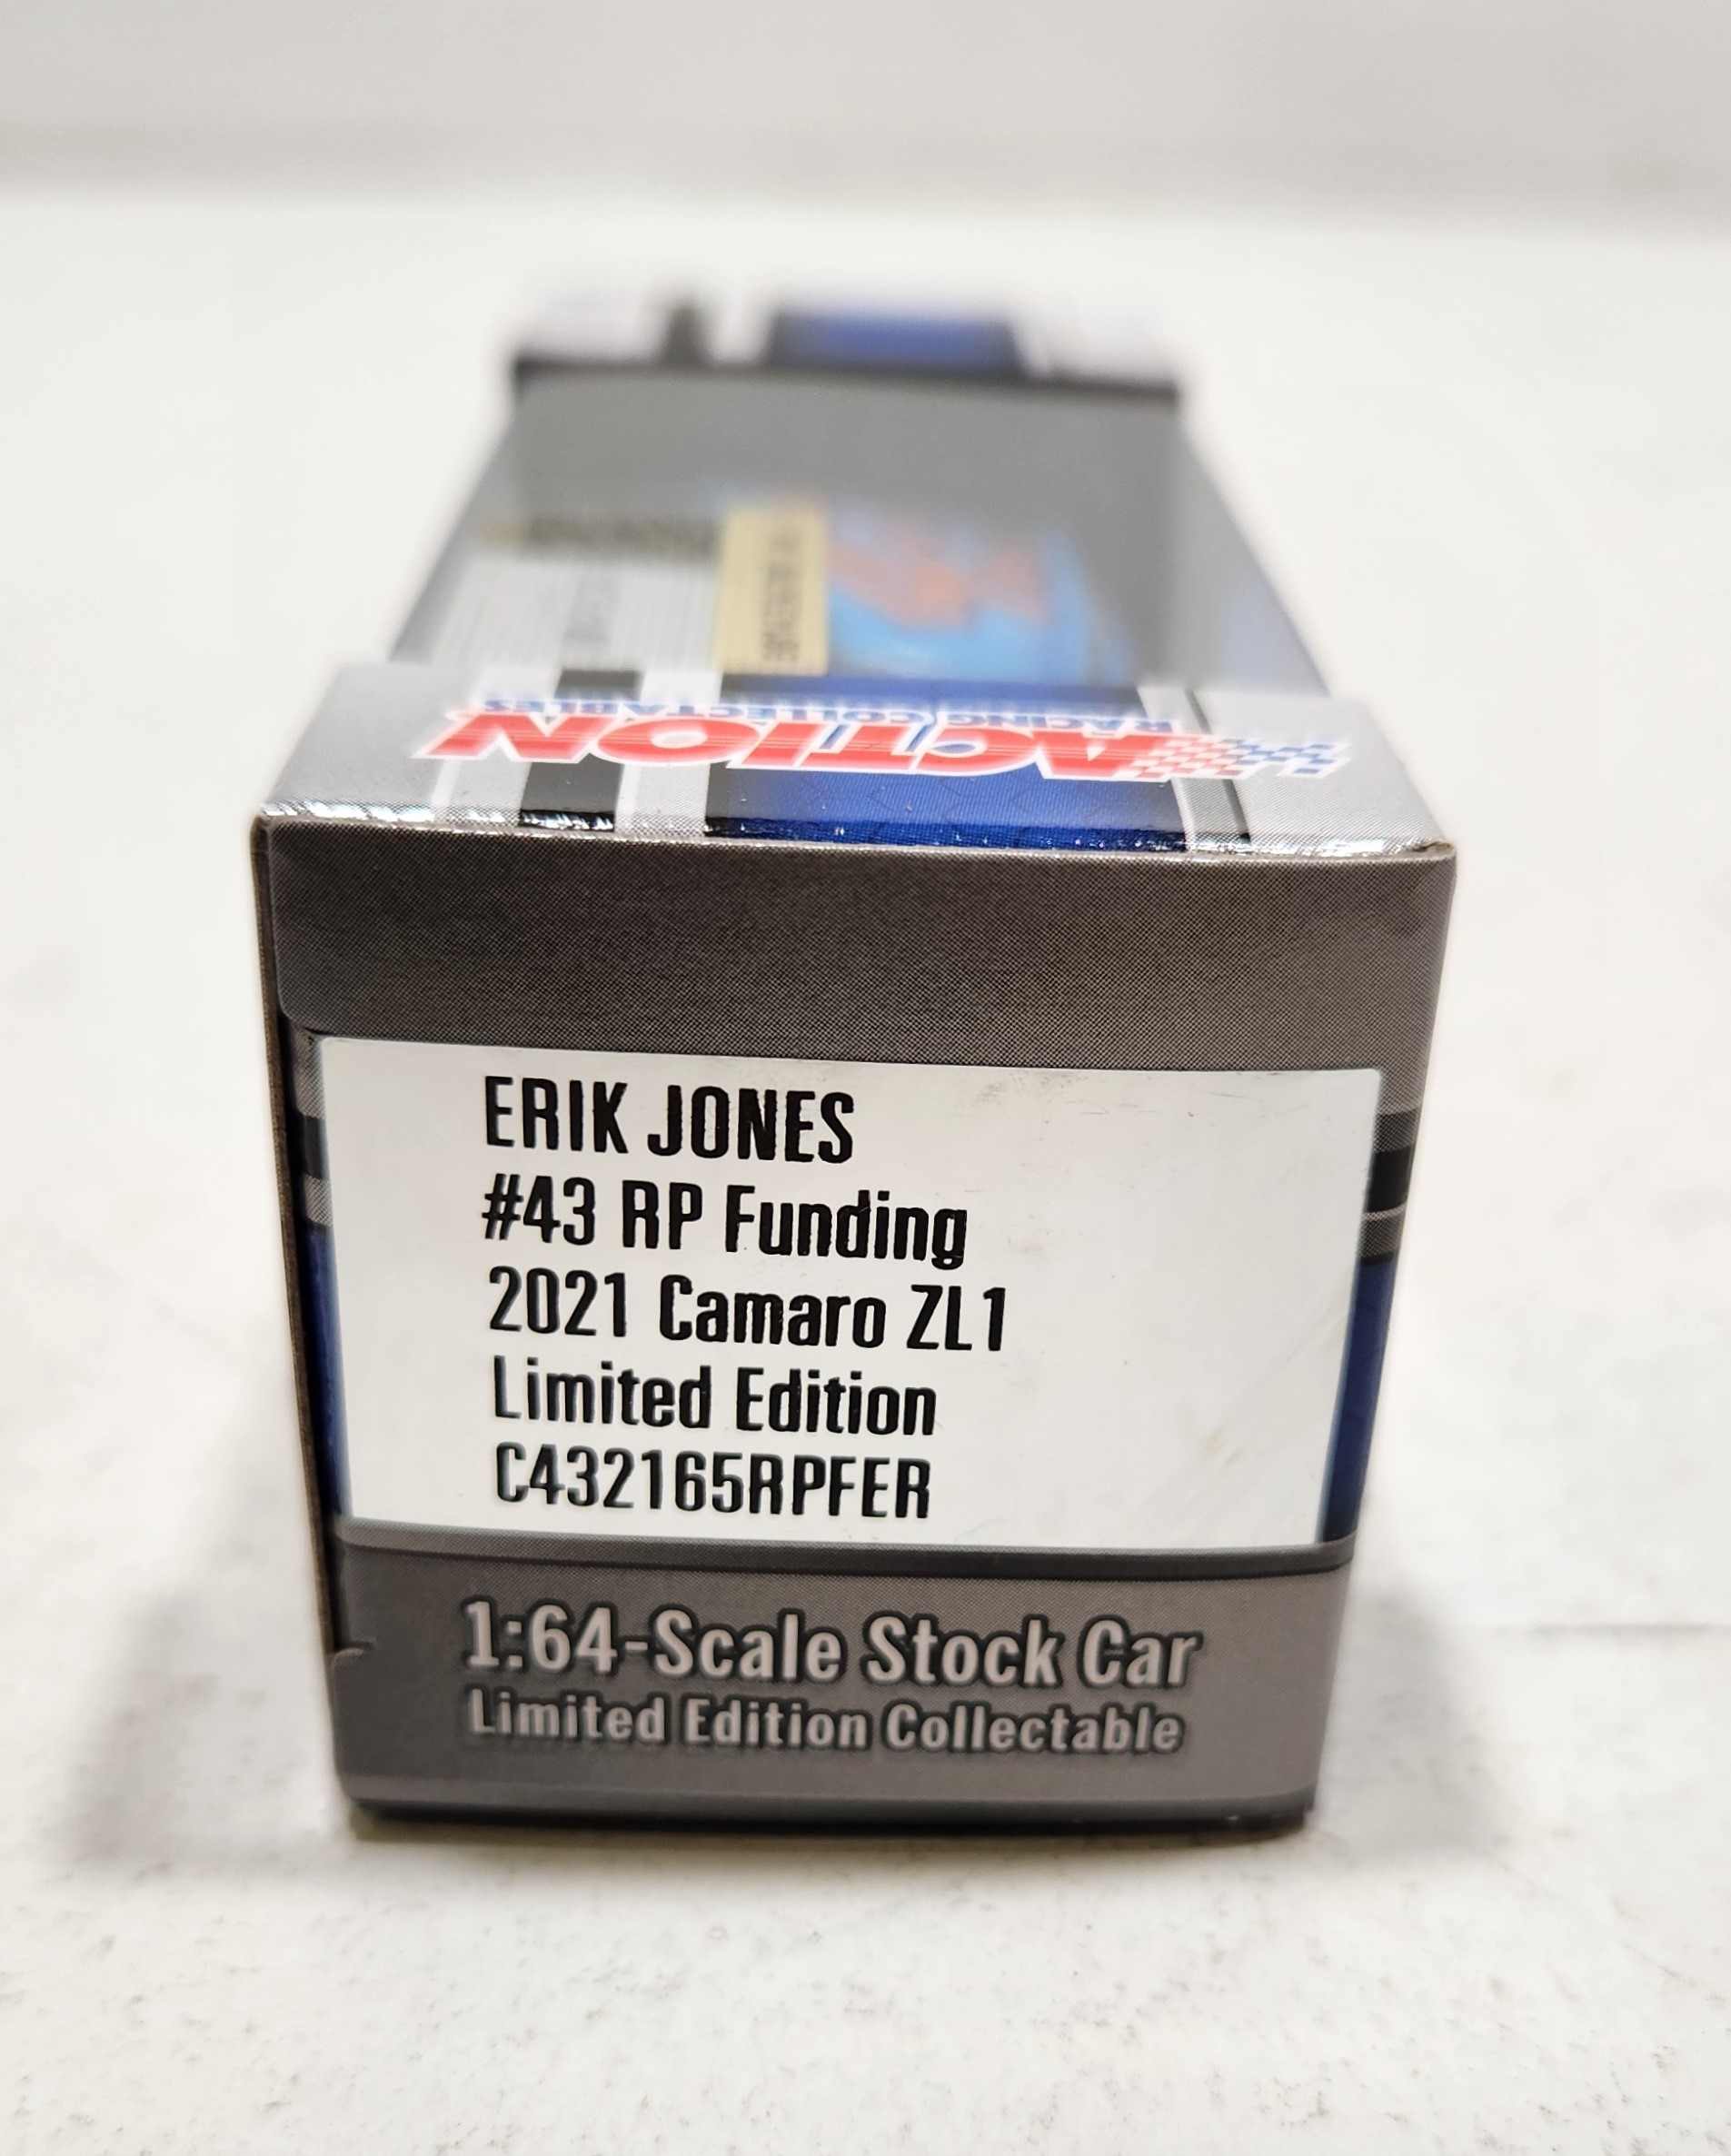 ACTION
RACING COLLECTABLES
ERIK JONES
#43 RP Funding
2021 Camaro ZL1
Limited Edition
C432165RPFER
1:64-Scale Stock Car
Limited Edition Collectable